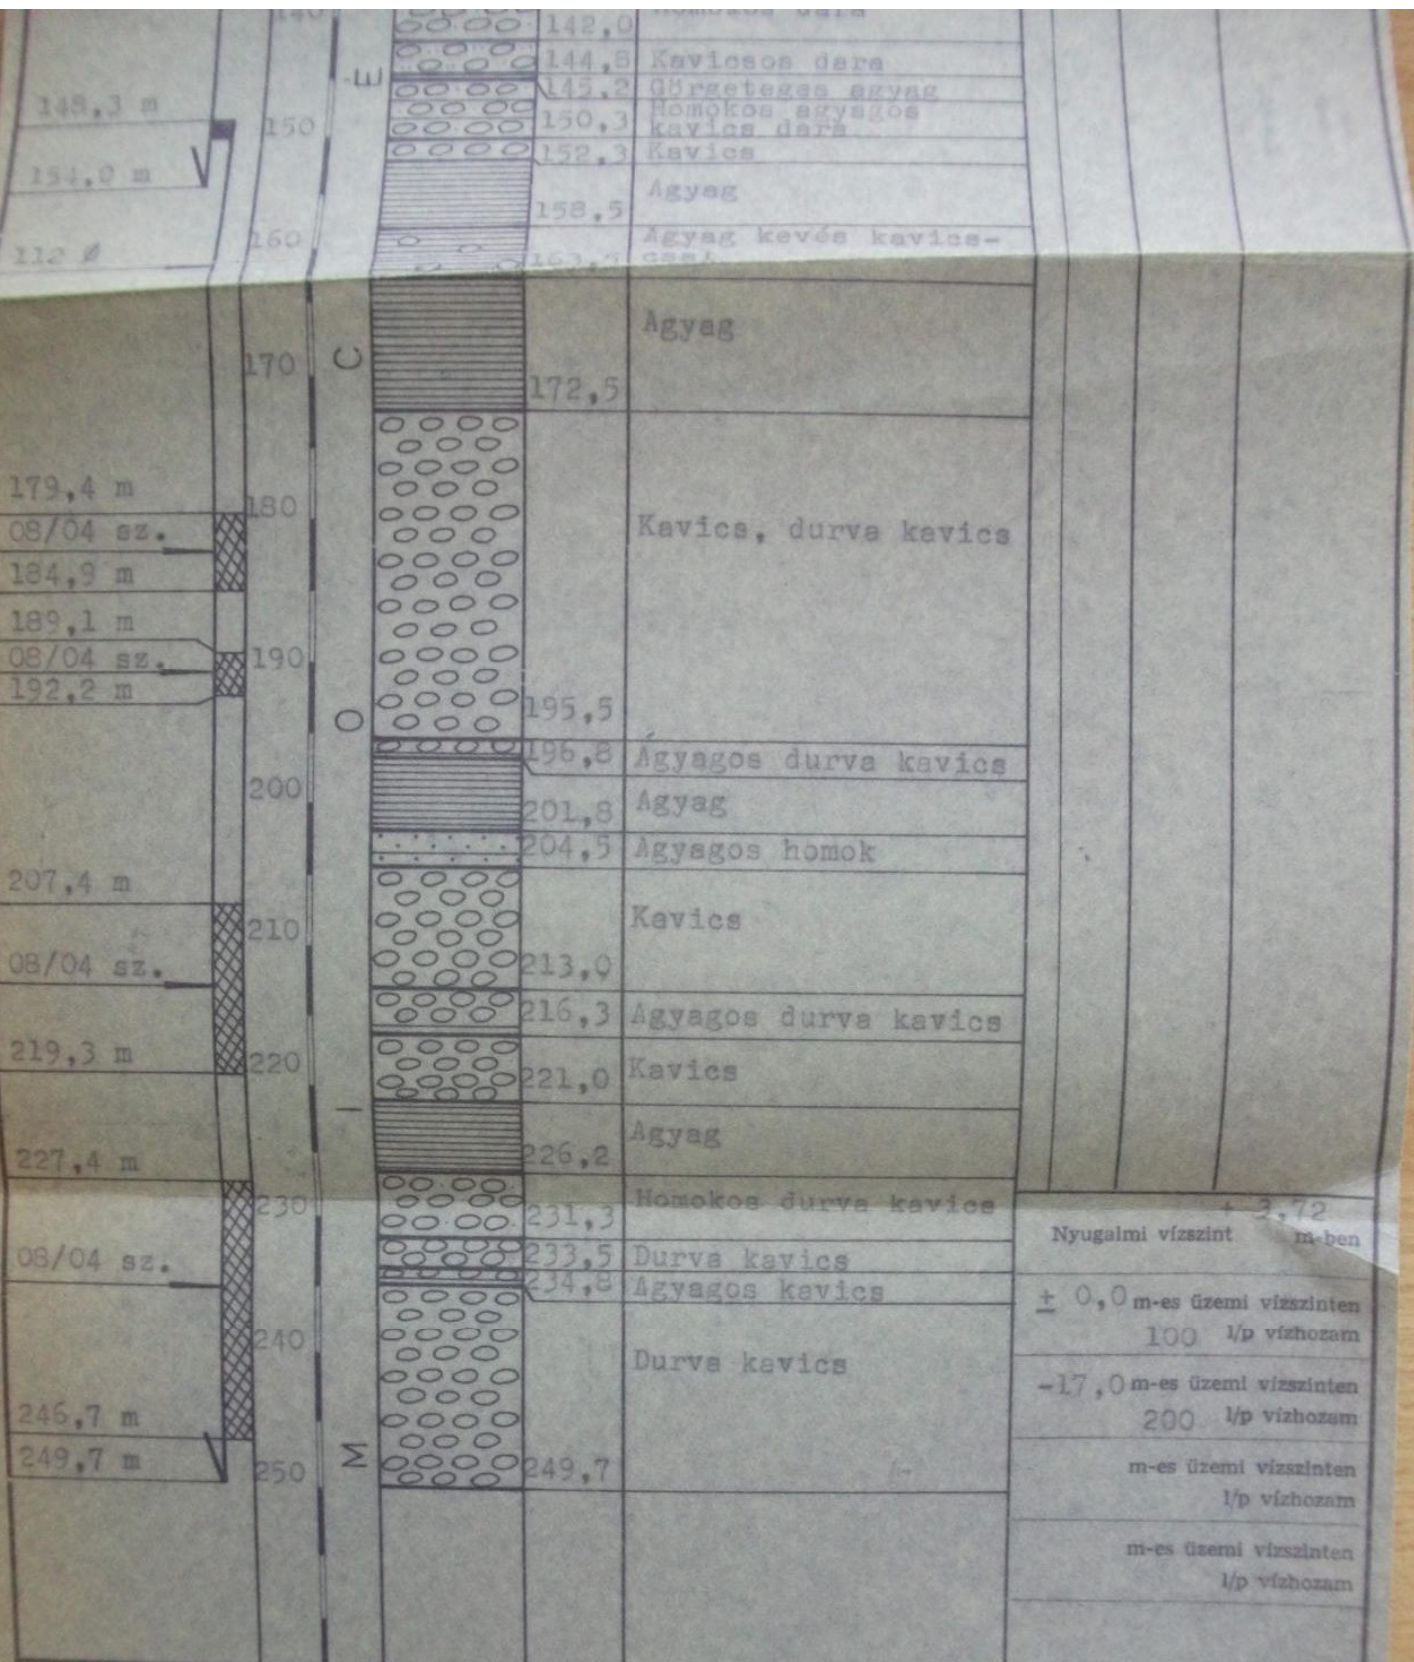 142,0
144,8 Kavicsos dara
145,2 Görgeteges agyag
148,3 m
150
150,3 Homokos agyagos
kavics dara
152,3 Kavics
154,0 m
Agyag
158,5
160
Agyag kevés kavics-
csal
112 Ø
Agyag
170
172,5
179,4 m
180
08/04 sz.
Kavics, durva kavics
184,9 m
189,1 m
08/04 sz.
190
192,2 m
195,5
196,8 Agyagos durva kavics
200
201,8 Agyag
204,5 Agyagos homok
207,4 m
Kavics
210
08/04 sz.
213,0
216,3 Agyagos durva kavics
219,3 m
220
221,0 Kavics
Agyag
226,2
227,4 m
230
Homokos durva kavics
231,3
08/04 sz.
233,5 Durva kavics
234,8 Agyagos kavics
240
Durva kavics
246,7 m
249,7 m
250
249,7
M I O C E
+ 3,72
Nyugalmi vízszint m-ben
± 0,0 m-es üzemi vízszinten
100 l/p vízhozam
-17,0 m-es üzemi vízszinten
200 l/p vízhozam
m-es üzemi vízszinten
l/p vízhozam
m-es üzemi vízszinten
l/p vízhozam